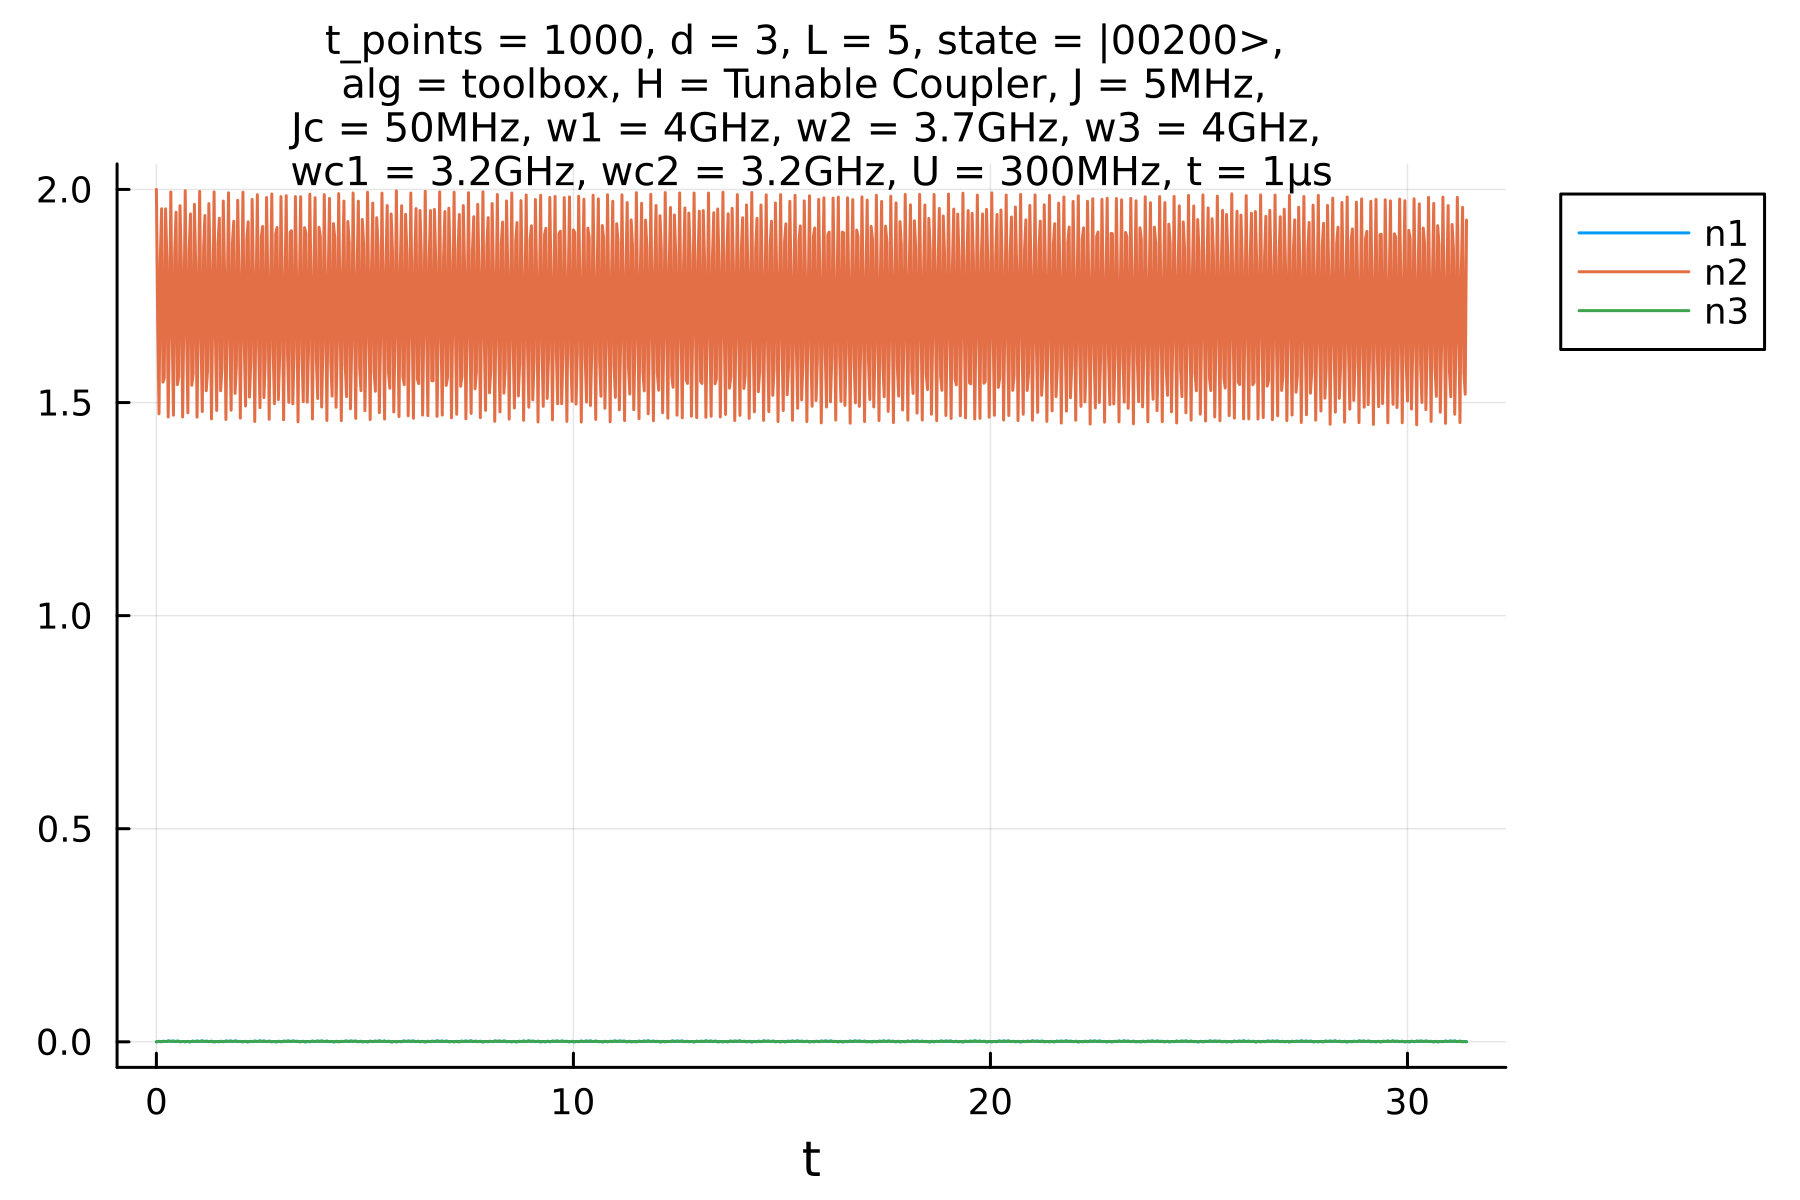 t_points = 1000, d = 3, L = 5, state = |00200>,
alg = toolbox, H = Tunable Coupler, J = 5MHz,
Jc = 50MHz, w1 = 4GHz, w2 = 3.7GHz, w3 = 4GHz,
wc1 = 3.2GHz, wc2 = 3.2GHz, U = 300MHz, t = 1μs
2.0
1.5
1.0
0.5
0.0
0
10
20
30
t
n1
n2
n3